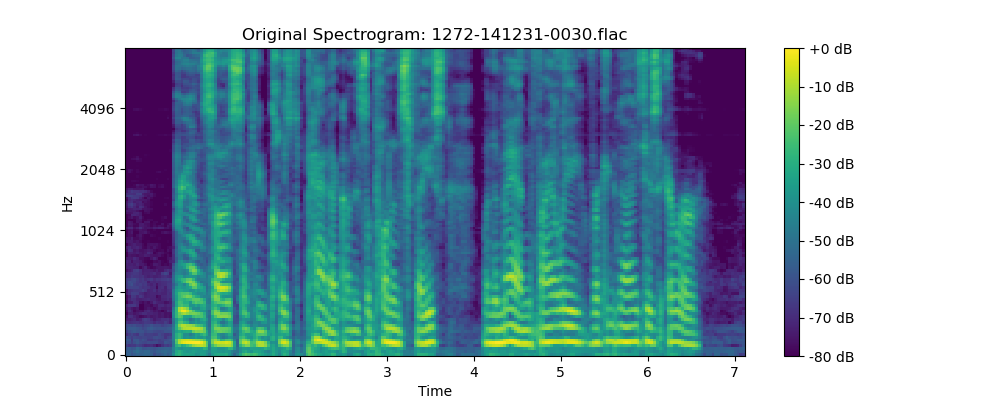 Original Spectrogram: 1272-141231-0030.flac
Hz
4096
2048
1024
512
0
0 1 2 3 4 5 6 7
Time
+0 dB
-10 dB
-20 dB
-30 dB
-40 dB
-50 dB
-60 dB
-70 dB
-80 dB